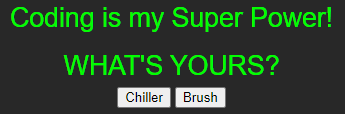 Coding is my Super Power!
WHAT'S YOURS?
Chiller Brush